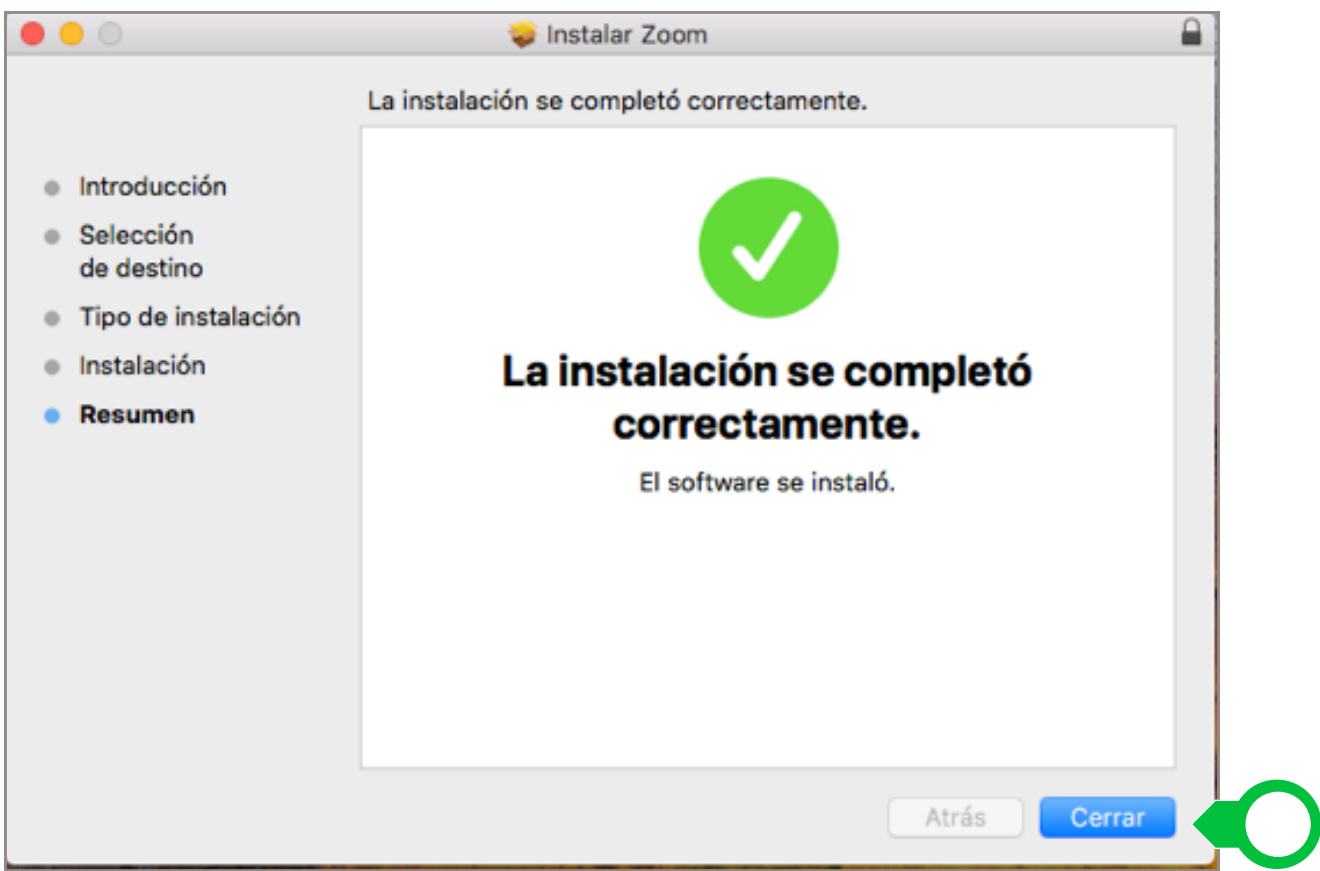 Instalar Zoom
La instalación se completó correctamente.
Introducción
Selección
de destino
Tipo de instalación
Instalación
Resumen
La instalación se completó
correctamente.
El software se instaló.
Atrás
Cerrar